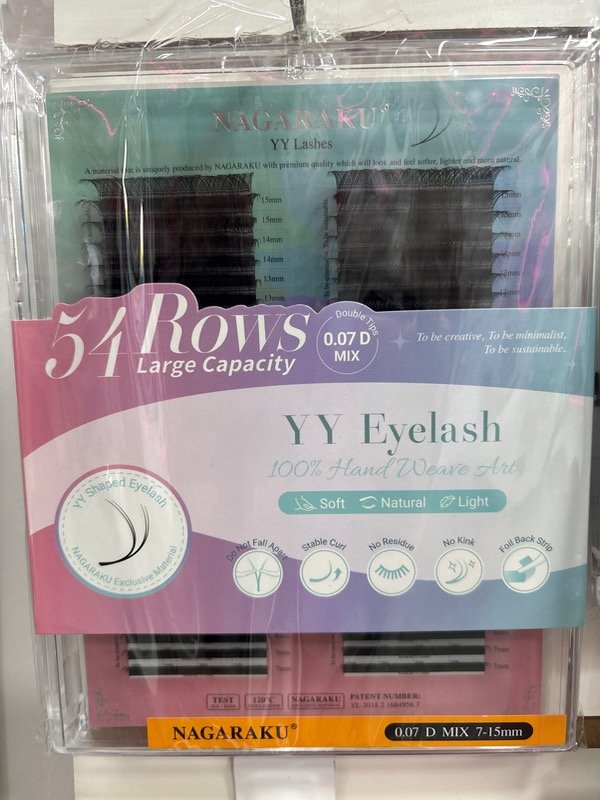 NAGARAKU
YY Lashes
A material that is uniquely produced by NAGARAKU with premium quality which will look and feel softer, lighter and more natural.
15mm
15mm
15mm
14mm
14mm
13mm
13mm
54 Rows
Large Capacity
Double Tips
0.07 D
MIX
To be creative, To be minimalist,
To be sustainable.
YY Eyelash
100% Hand Weave Art
Soft Natural Light
YY Shaped Eyelash
NAGARAKU Exclusive Material
Do Not Fall Apart
Stable Curl
No Residue
No Kink
Foil Back Strip
7mm
7mm
7mm
TEST
120°C
NAGARAKU
PATENT NUMBER:
NAGARAKU®
0.07 D MIX 7-15mm